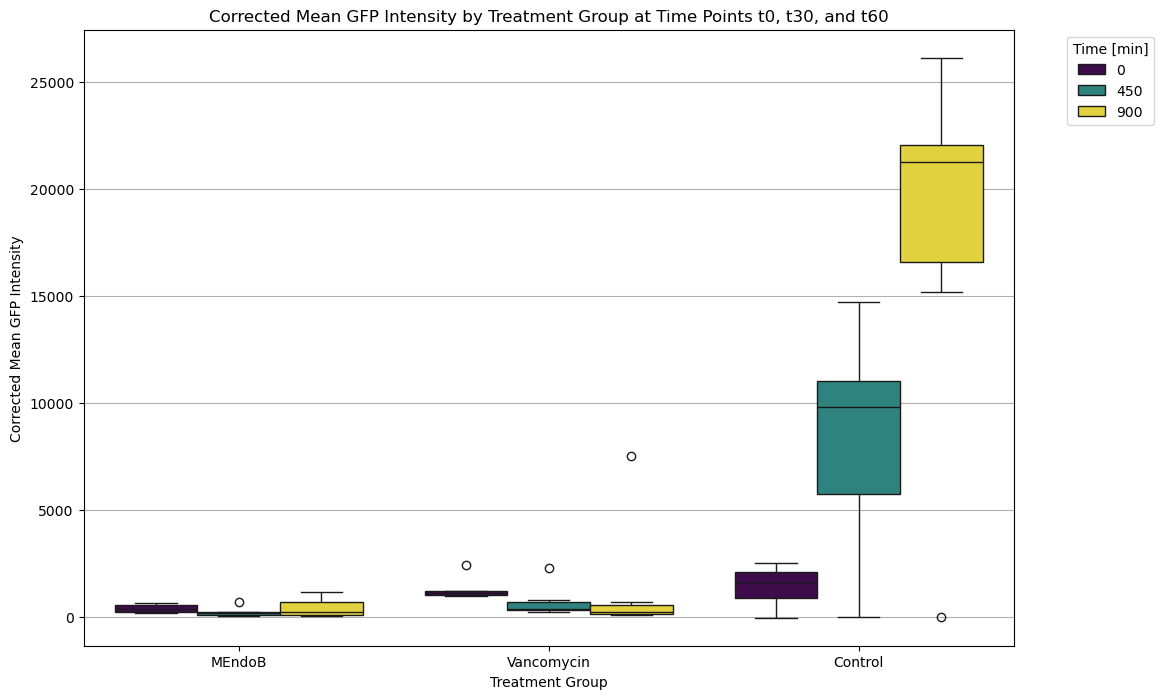 Corrected Mean GFP Intensity by Treatment Group at Time Points t0, t30, and t60
Time [min]
0
450
900
Corrected Mean GFP Intensity
25000
20000
15000
10000
5000
0
MEndoB
Vancomycin
Control
Treatment Group